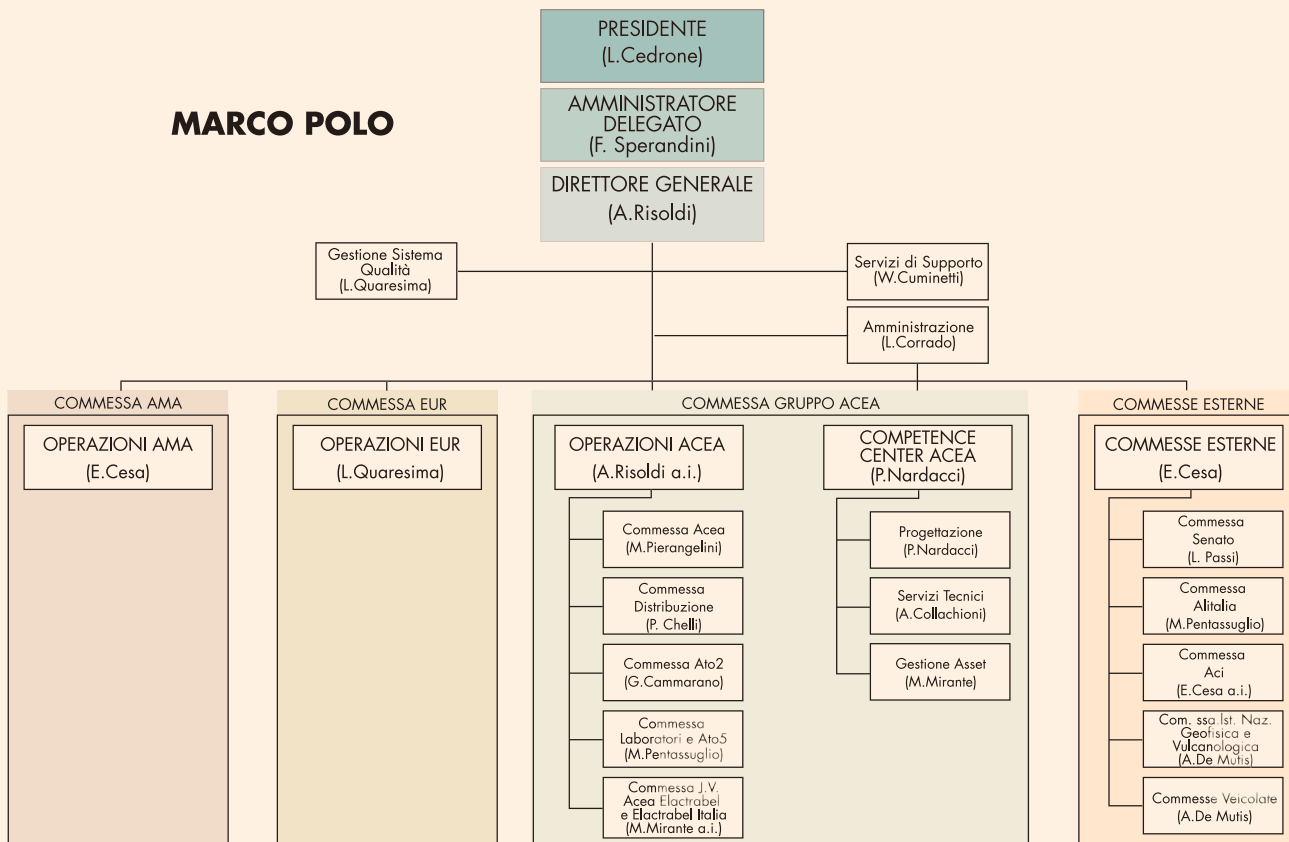 PRESIDENTE
(L.Cedrone)
MARCO POLO
AMMINISTRATORE
DELEGATO
(F. Sperandini)
DIRETTORE GENERALE
(A.Risoldi)
Gestione Sistema
Qualità
(L.Quaresima)
Servizi di Supporto
(W.Cuminetti)
Amministrazione
(L.Corrado)
COMMESSA AMA
OPERAZIONI AMA
(E.Cesa)
COMMESSA EUR
OPERAZIONI EUR
(L.Quaresima)
COMMESSA GRUPPO ACEA
OPERAZIONI ACEA
(A.Risoldi a.i.)
Commessa Acea
(M.Pierangelini)
Commessa
Distribuzione
(P. Chelli)
Commessa Ato2
(G.Cammarano)
Commessa
Laboratori e Ato5
(M.Pentassuglio)
Commessa J.V.
Acea Elactrabel
e Elactrabel Italia
(M.Mirante a.i.)
COMPETENCE
CENTER ACEA
(P.Nardacci)
Progettazione
(P.Nardacci)
Servizi Tecnici
(A.Collachioni)
Gestione Asset
(M.Mirante)
COMMESSE ESTERNE
COMMESSE ESTERNE
(E.Cesa)
Commessa
Senato
(L. Passi)
Commessa
Alitalia
(M.Pentassuglio)
Commessa
Aci
(E.Cesa a.i.)
Com. ssa.Ist. Naz.
Geofisica e
Vulcanologica
(A.De Mutis)
Commesse Veicolate
(A.De Mutis)